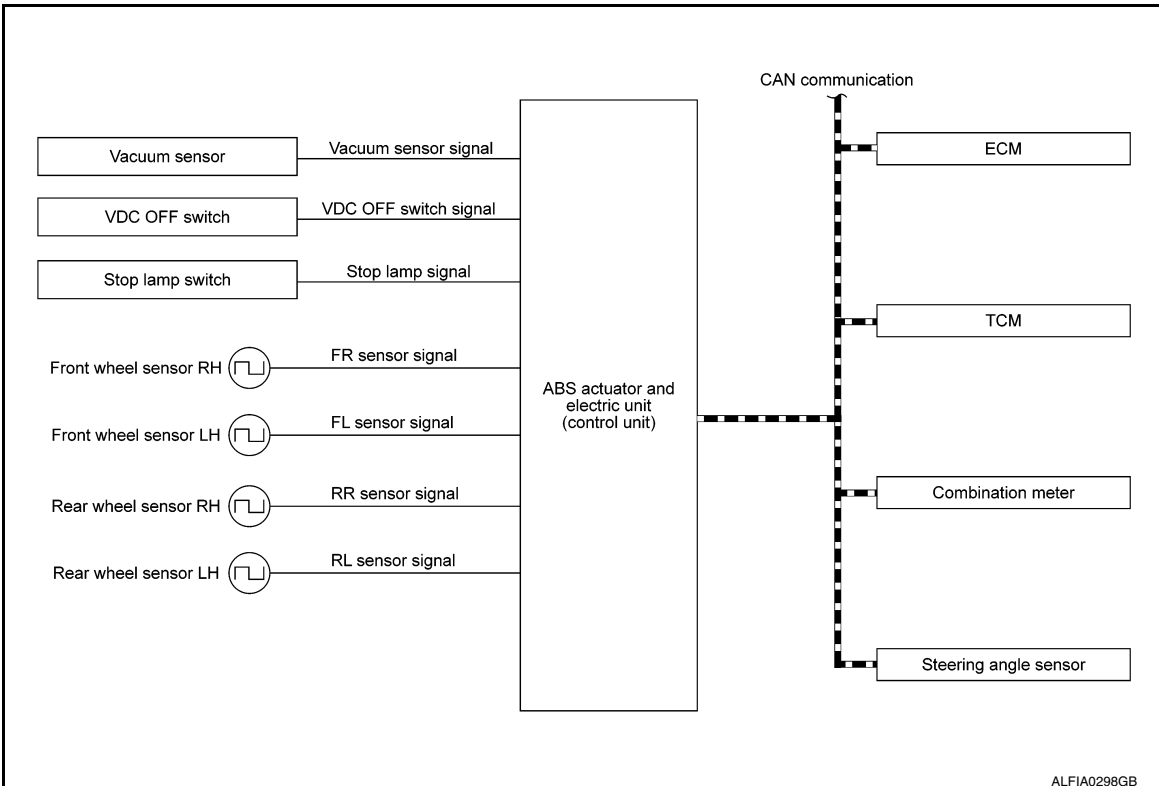 CAN communication
Vacuum sensor
Vacuum sensor signal
VDC OFF switch
VDC OFF switch signal
Stop lamp switch
Stop lamp signal
Front wheel sensor RH
FR sensor signal
Front wheel sensor LH
FL sensor signal
Rear wheel sensor RH
RR sensor signal
Rear wheel sensor LH
RL sensor signal
ABS actuator and
electric unit
(control unit)
ECM
TCM
Combination meter
Steering angle sensor
ALFIA0298GB